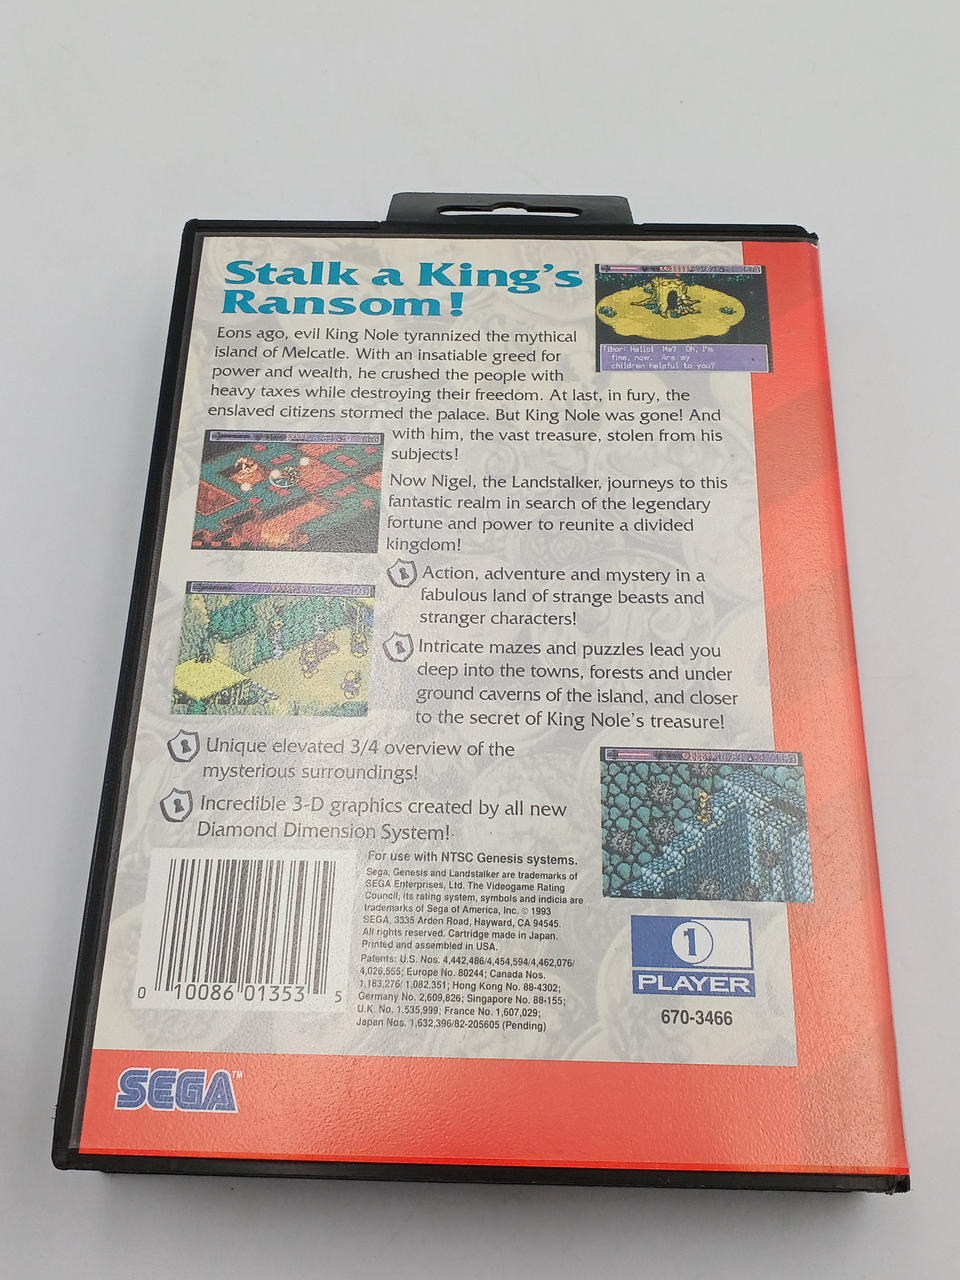 Stalk a King's
Ransom!
Eons ago, evil King Nole tyrannized the mythical
island of Melcatle. With an insatiable greed for
power and wealth, he crushed the people with
heavy taxes while destroying their freedom. At last, in fury, the
enslaved citizens stormed the palace. But King Nole was gone! And
with him, the vast treasure, stolen from his
subjects!
Tibor: Hello! Me? Oh, I'm
fine, now. Are my
children helpful to you?
Now Nigel, the Landstalker, journeys to this
fantastic realm in search of the legendary
fortune and power to reunite a divided
kingdom!
Action, adventure and mystery in a
fabulous land of strange beasts and
stranger characters!
Intricate mazes and puzzles lead you
deep into the towns, forests and under
ground caverns of the island, and closer
to the secret of King Nole's treasure!
Unique elevated 3/4 overview of the
mysterious surroundings!
Incredible 3-D graphics created by all new
Diamond Dimension System!
For use with NTSC Genesis systems.
Sega, Genesis and Landstalker are trademarks of
SEGA Enterprises, Ltd. The Videogame Rating
Council, its rating system, symbols and indicia are
trademarks of Sega of America, Inc. © 1993
SEGA, 3335 Arden Road, Hayward, CA 94545.
All rights reserved. Cartridge made in Japan.
Printed and assembled in USA.
Patents: U.S. Nos. 4,442,486/4,454,594/4,462,076/
4,026,555; Europe No. 80244; Canada Nos.
1,183,276/ 1,082,351; Hong Kong No. 88-4302;
Germany No. 2,609,826; Singapore No. 88-155;
U.K. No. 1,535,999; France No. 1,607,029;
Japan Nos. 1,632,396/82-205605 (Pending)
0 10086 01353 5
1
PLAYER
670-3466
SEGA™